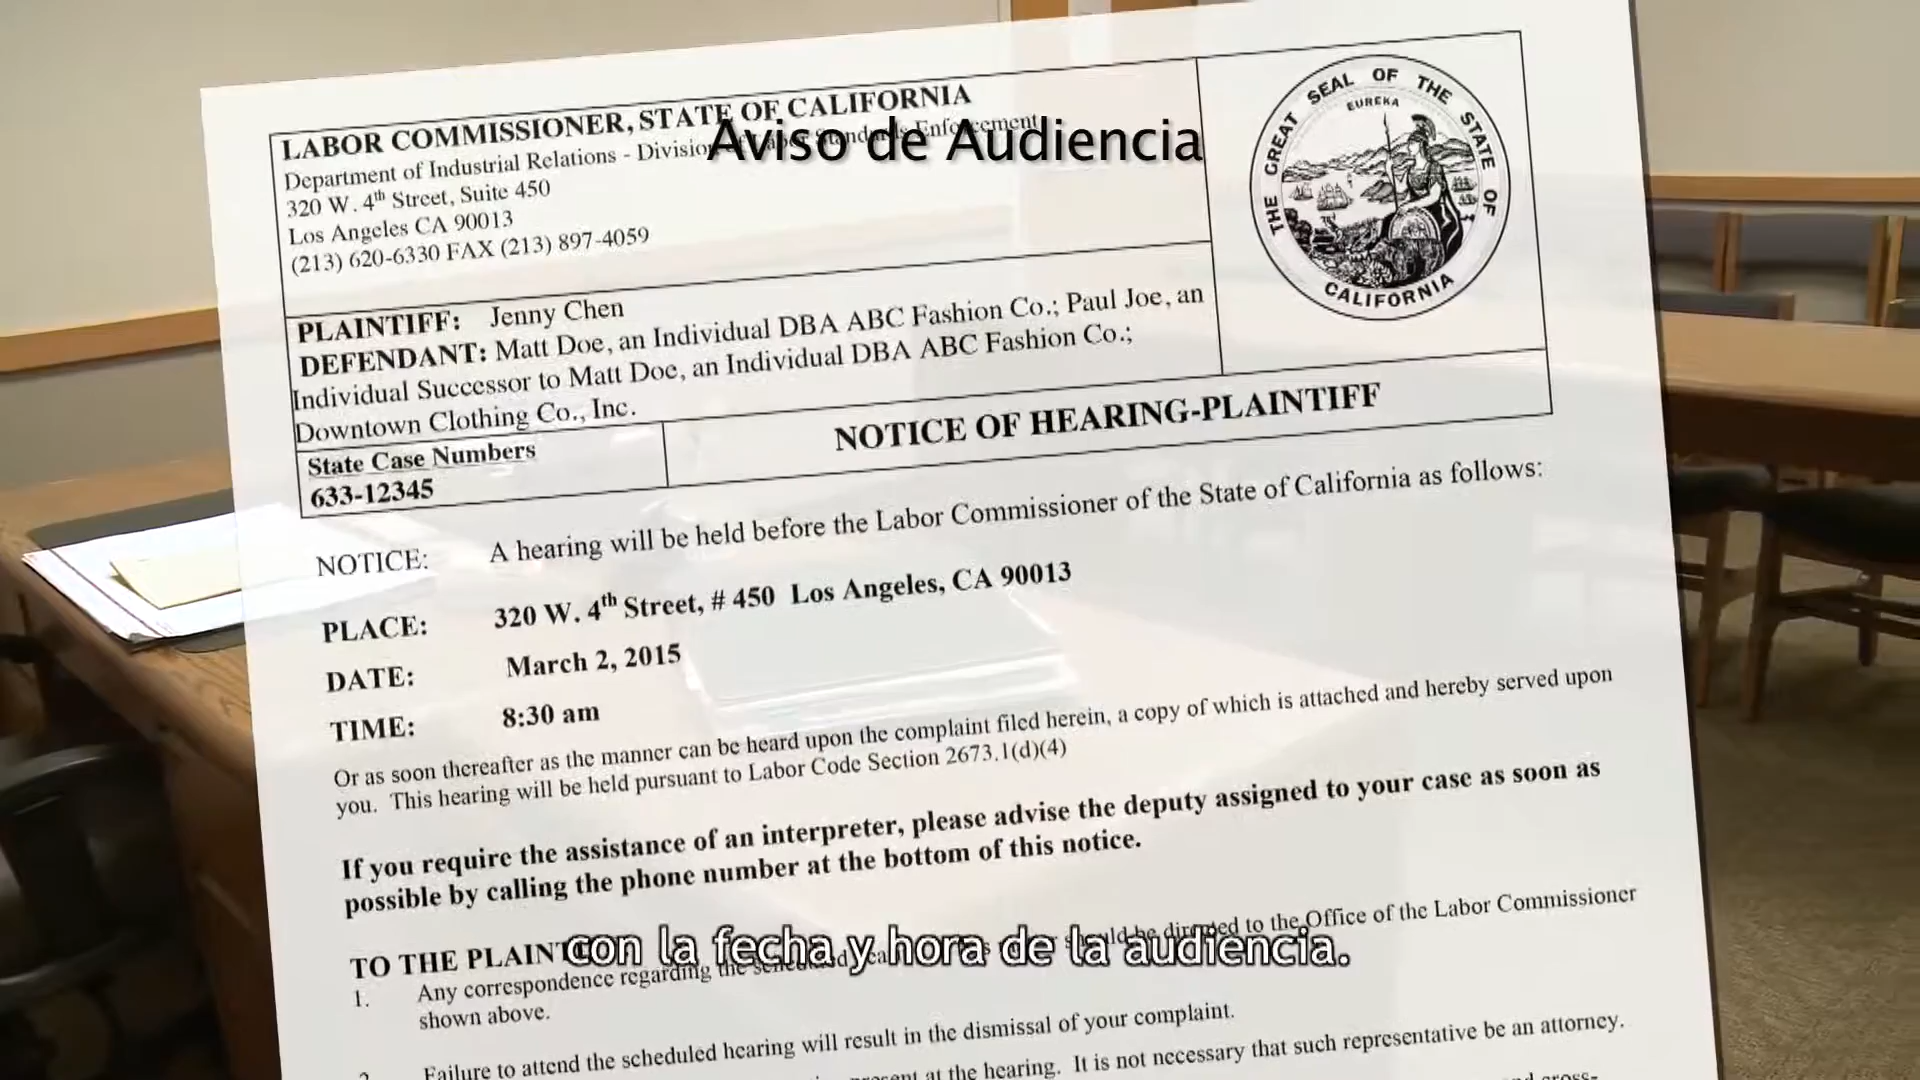 LABOR COMMISSIONER, STATE OF CALIFORNIA
Department of Industrial Relations - Division of Labor Standards Enforcement
320 W. 4th Street, Suite 450
Los Angeles CA 90013
(213) 620-6330 FAX (213) 897-4059
Aviso de Audiencia
THE GREAT SEAL OF THE STATE OF CALIFORNIA
EUREKA
PLAINTIFF: Jenny Chen
DEFENDANT: Matt Doe, an Individual DBA ABC Fashion Co.; Paul Joe, an
Individual Successor to Matt Doe, an Individual DBA ABC Fashion Co.;
Downtown Clothing Co., Inc.
State Case Numbers
633-12345
NOTICE OF HEARING-PLAINTIFF
NOTICE: A hearing will be held before the Labor Commissioner of the State of California as follows:
PLACE: 320 W. 4th Street, # 450 Los Angeles, CA 90013
DATE: March 2, 2015
TIME: 8:30 am
Or as soon thereafter as the manner can be heard upon the complaint filed herein, a copy of which is attached and hereby served upon
you. This hearing will be held pursuant to Labor Code Section 2673.1(d)(4)
If you require the assistance of an interpreter, please advise the deputy assigned to your case as soon as
possible by calling the phone number at the bottom of this notice.
TO THE
1. Any correspondence regarding the should be directed to the Office of the Labor Commissioner
shown above.
con la fecha y hora de la audiencia.
Failure to attend the scheduled hearing will result in the dismissal of your complaint.
at the hearing. It is not necessary that such representative be an attorney.